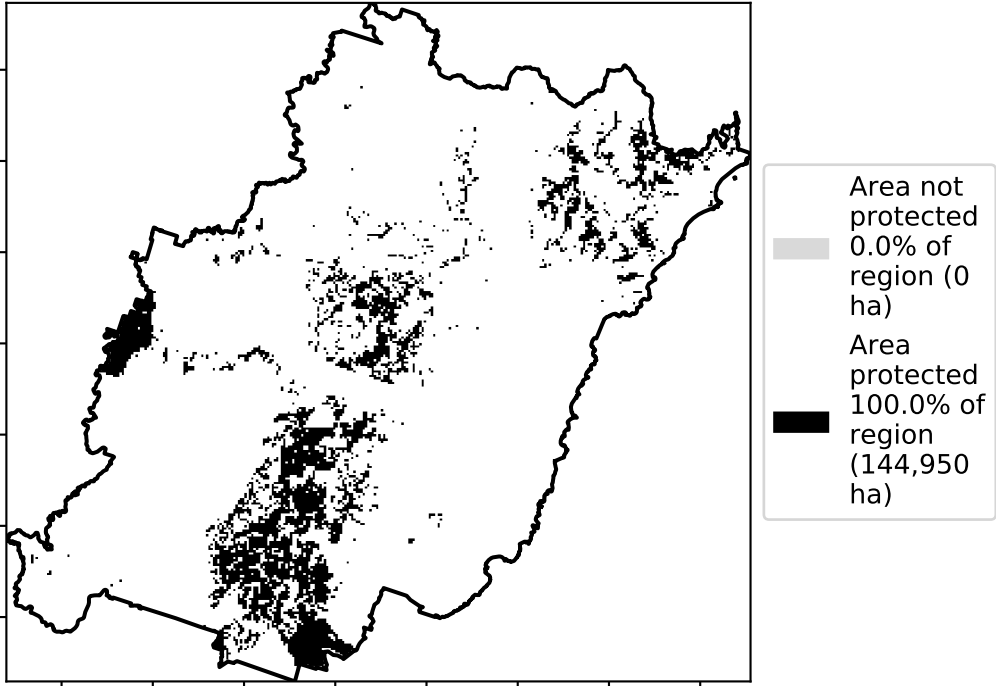 Area not
protected
0.0% of
region (0
ha)
Area
protected
100.0% of
region
(144,950
ha)